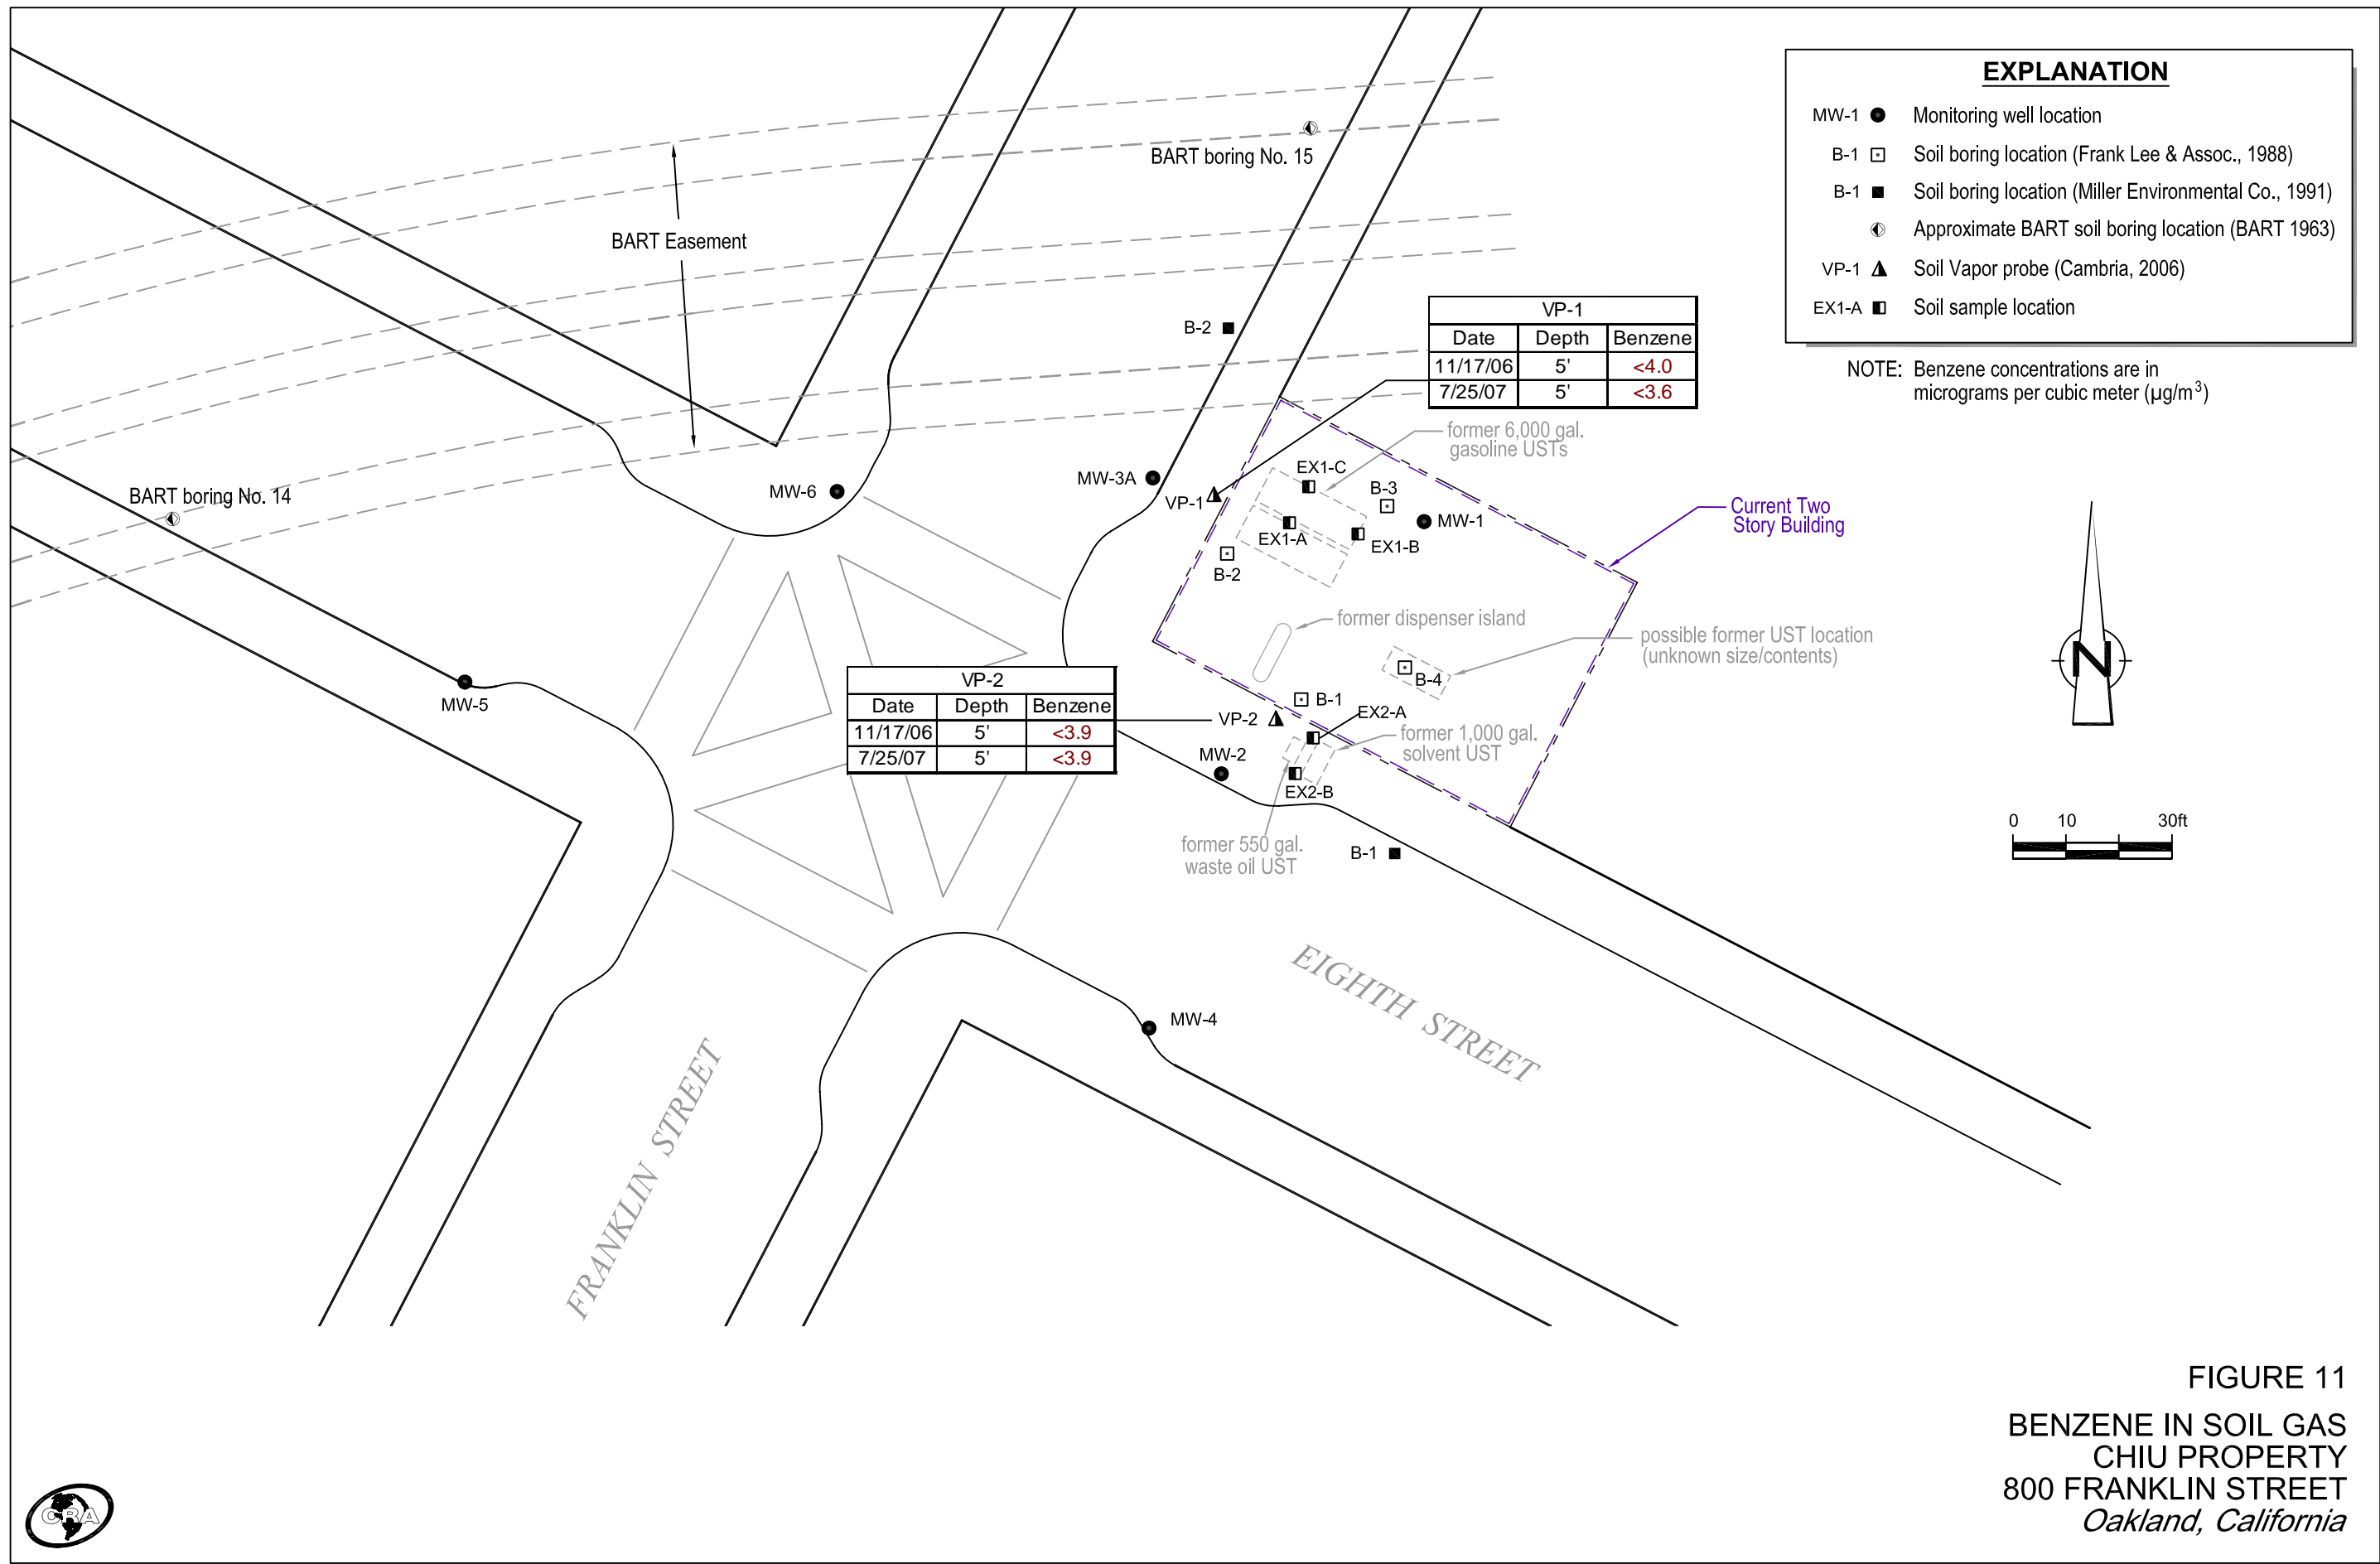 EXPLANATION
MW-1 Monitoring well location
B-1 Soil boring location (Frank Lee & Assoc., 1988)
B-1 Soil boring location (Miller Environmental Co., 1991)
Approximate BART soil boring location (BART 1963)
VP-1 Soil Vapor probe (Cambria, 2006)
EX1-A Soil sample location
NOTE: Benzene concentrations are in
micrograms per cubic meter (µg/m³)
BART boring No. 15
BART Easement
B-2
VP-1
Date Depth Benzene
11/17/06 5' <4.0
7/25/07 5' <3.6
former 6,000 gal.
gasoline USTs
EX1-C
MW-3A
B-3
MW-6
BART boring No. 14
VP-1
MW-1
Current Two
Story Building
EX1-A
EX1-B
B-2
former dispenser island
possible former UST location
(unknown size/contents)
N
B-4
MW-5
VP-2
Date Depth Benzene
11/17/06 5' <3.9
7/25/07 5' <3.9
B-1
EX2-A
VP-2
former 1,000 gal.
solvent UST
MW-2
EX2-B
0 10 30ft
former 550 gal.
waste oil UST
B-1
MW-4
EIGHTH STREET
FRANKLIN STREET
FIGURE 11
BENZENE IN SOIL GAS
CHIU PROPERTY
800 FRANKLIN STREET
Oakland, California
CRA